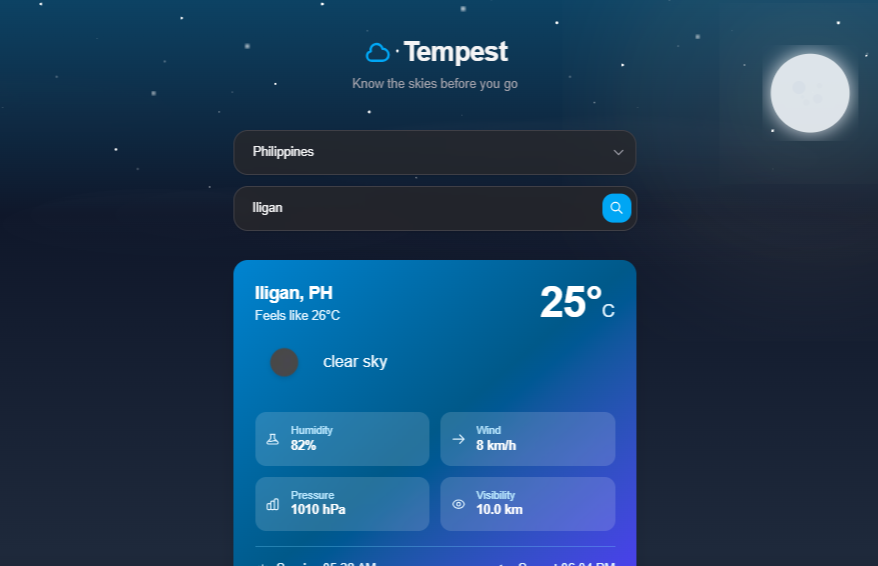 Tempest
Know the skies before you go
Philippines
Iligan
Iligan, PH
25°C
Feels like 26°C
clear sky
Humidity
82%
Wind
8 km/h
Pressure
1010 hPa
Visibility
10.0 km